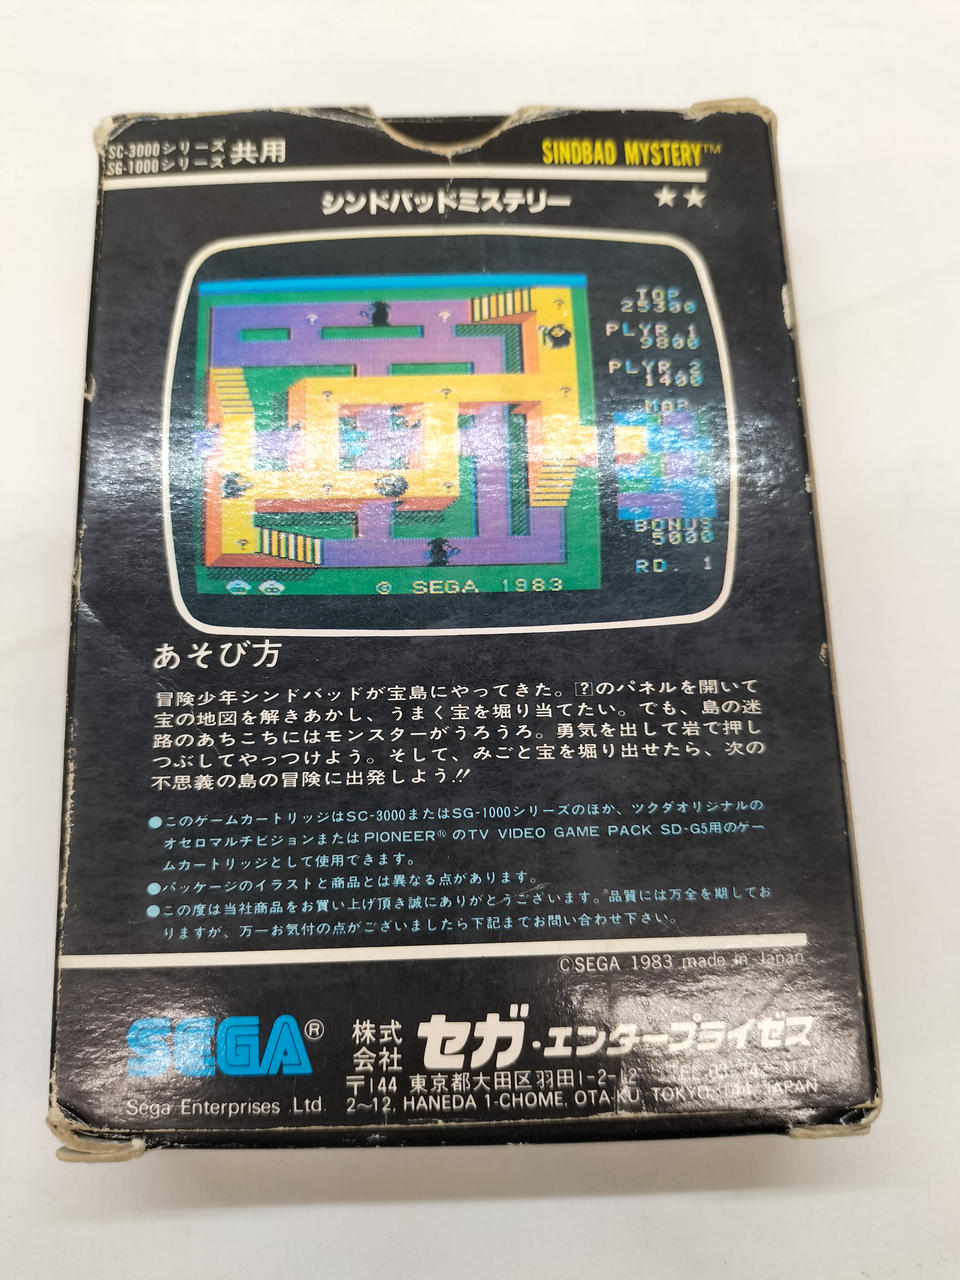 SC-3000シリーズ
SG-1000シリーズ 共用
SINDBAD MYSTERY™
シンドバッドミステリー
★★
TOP
25300
PLYR.1
9800
PLYR.2
1400
MAP
BONUS
5000
RD. 1
© SEGA 1983
あそび方
冒険少年シンドバッドが宝島にやってきた。?のパネルを開いて
宝の地図を解きあかし、うまく宝を堀り当てたい。でも、島の迷
路のあちこちにはモンスターがうろうろ。勇気を出して岩で押し
つぶしてやっつけよう。そして、みごと宝を堀り出せたら、次の
不思義の島の冒険に出発しよう!!
●このゲームカートリッジはSC-3000またはSG-1000シリーズのほか、ツクダオリジナルの
オセロマルチビジョンまたはPIONEER®のTV VIDEO GAME PACK SD-G5用のゲー
ムカートリッジとして使用できます。
●パッケージのイラストと商品とは異なる点があります。
●この度は当社商品をお買い上げ頂き誠にありがとうございます。品質には万全を期してお
りますが、万一お気付の点がございましたら下記までお問い合わせ下さい。
©SEGA 1983 made in Japan
SEGA®
株式会社 セガ・エンタープライゼス
〒144 東京都大田区羽田1-2-12
Sega Enterprises Ltd. 2~12, HANEDA 1-CHOME, OTA-KU, TOKYO, 144, JAPAN